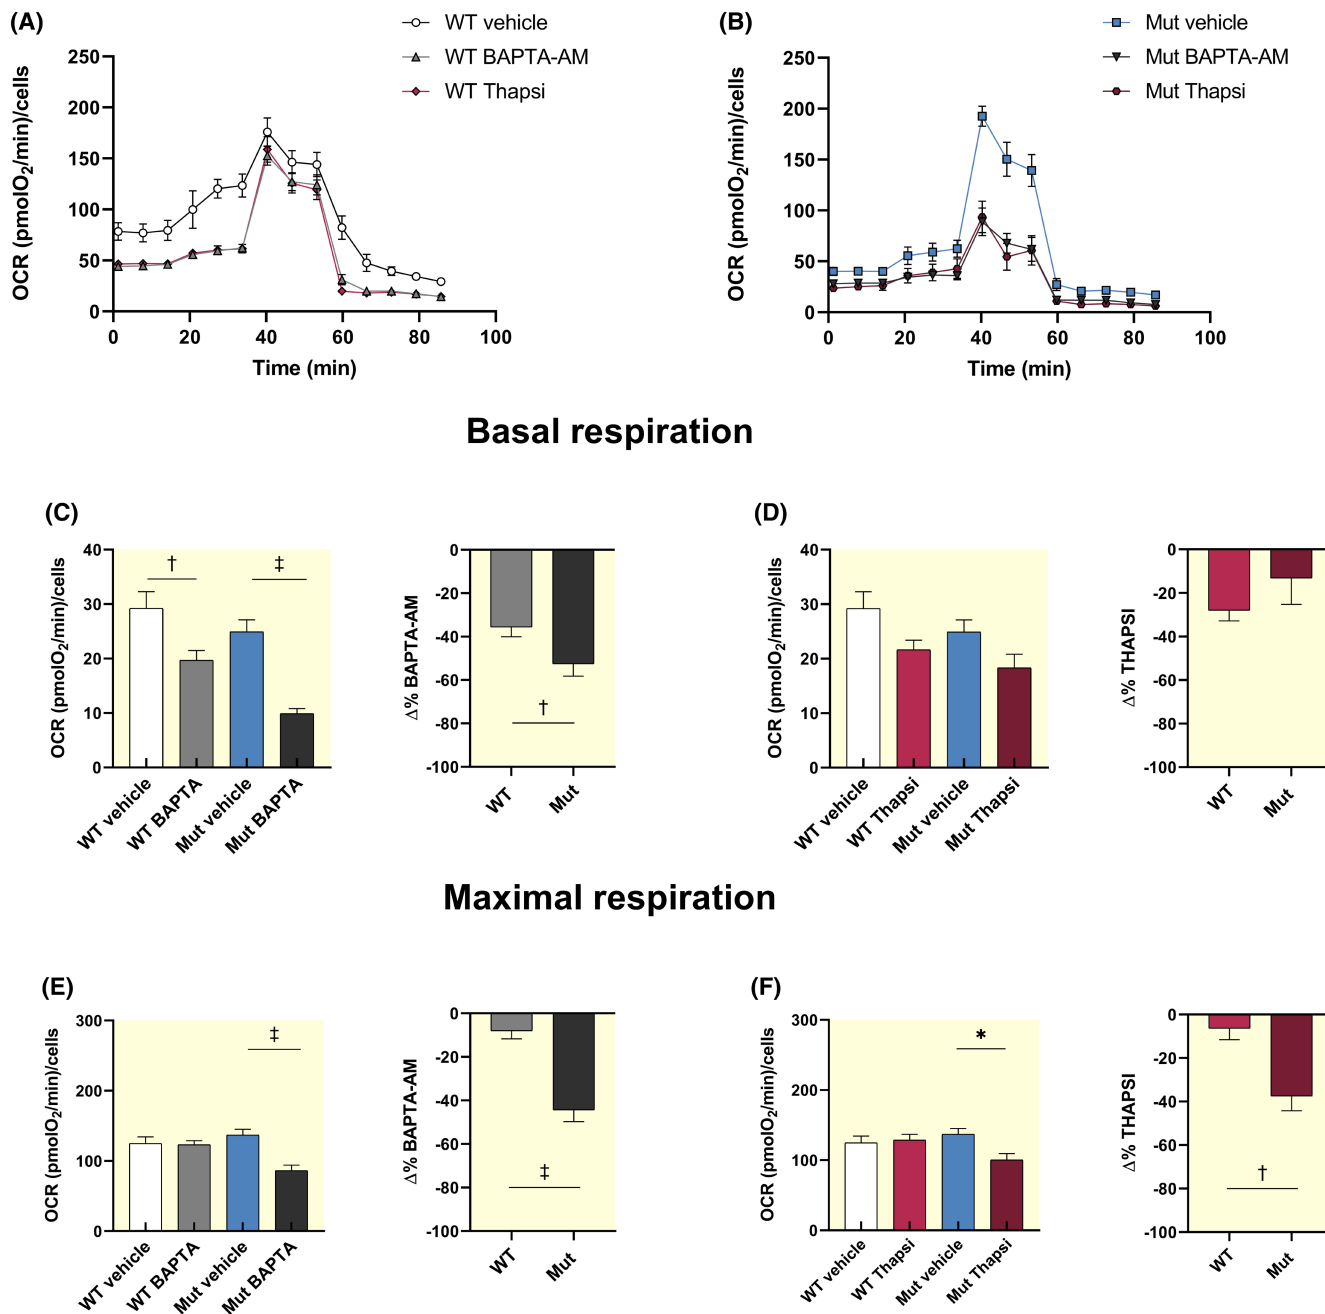 (A)
WT vehicle
WT BAPTA-AM
WT Thapsi
250
200
150
100
50
0
OCR (pmolO2/min)/cells
0 20 40 60 80 100
Time (min)
(B)
Mut vehicle
Mut BAPTA-AM
Mut Thapsi
250
200
150
100
50
0
OCR (pmolO2/min)/cells
0 20 40 60 80 100
Time (min)
Basal respiration
(C)
40
30
20
10
0
OCR (pmolO2/min)/cells
† ‡
WT vehicle
WT BAPTA
Mut vehicle
Mut BAPTA
0
-20
-40
-60
-80
-100
Δ% BAPTA-AM
†
WT
Mut
(D)
40
30
20
10
0
OCR (pmolO2/min)/cells
WT vehicle
WT Thapsi
Mut vehicle
Mut Thapsi
0
-20
-40
-60
-80
-100
Δ% THAPSI
WT
Mut
Maximal respiration
(E)
300
200
100
0
OCR (pmolO2/min)/cells
‡
WT vehicle
WT BAPTA
Mut vehicle
Mut BAPTA
0
-20
-40
-60
-80
-100
Δ% BAPTA-AM
‡
WT
Mut
(F)
300
200
100
0
OCR (pmolO2/min)/cells
*
WT vehicle
WT Thapsi
Mut vehicle
Mut Thapsi
0
-20
-40
-60
-80
-100
Δ% THAPSI
†
WT
Mut